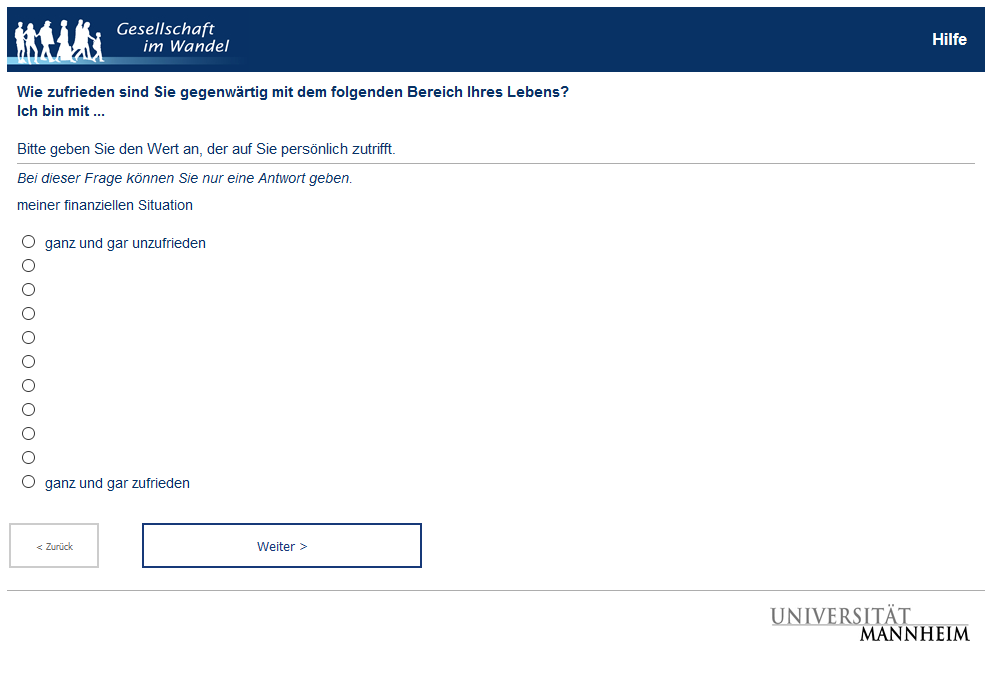 Gesellschaft
im Wandel
Hilfe
Wie zufrieden sind Sie gegenwärtig mit dem folgenden Bereich Ihres Lebens?
Ich bin mit ...
Bitte geben Sie den Wert an, der auf Sie persönlich zutrifft.
Bei dieser Frage können Sie nur eine Antwort geben.
meiner finanziellen Situation
ganz und gar unzufrieden
ganz und gar zufrieden
< Zurück
Weiter >
UNIVERSITÄT
MANNHEIM